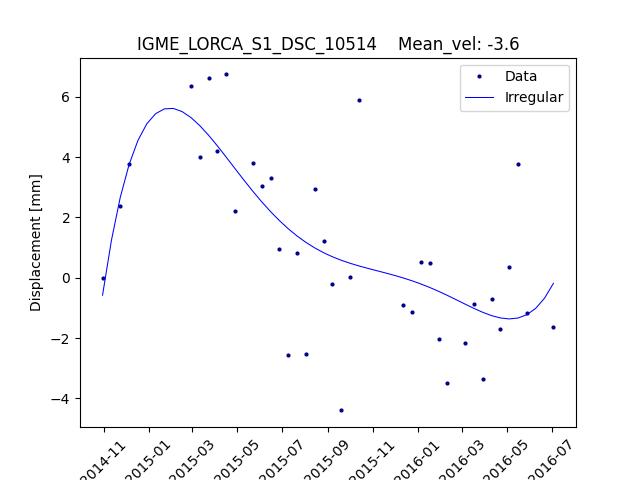 IGME_LORCA_S1_DSC_10514 Mean_vel: -3.6
Data
Irregular
Displacement [mm]
6
4
2
0
−2
−4
2014-11 2015-01 2015-03 2015-05 2015-07 2015-09 2015-11 2016-01 2016-03 2016-05 2016-07